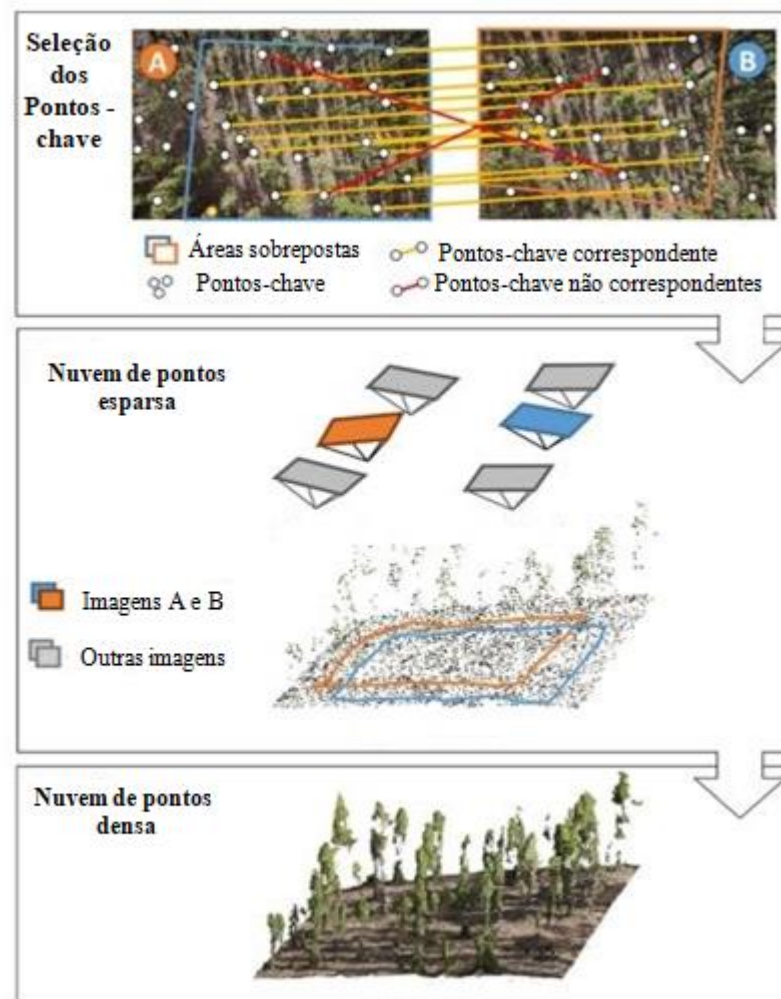 Seleção
dos
Pontos -
chave
A
B
Áreas sobrepostas
Pontos-chave correspondente
Pontos-chave
Pontos-chave não correspondentes
Nuvem de pontos
esparsa
Imagens A e B
Outras imagens
Nuvem de pontos
densa